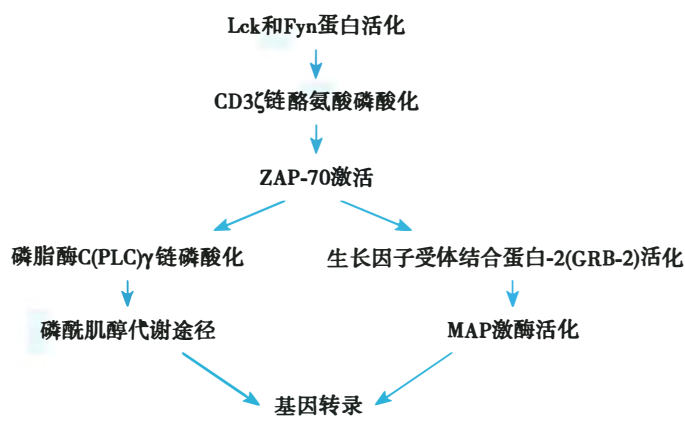 Lck和Fyn蛋白活化
CD3ζ链酪氨酸磷酸化
ZAP-70激活
磷脂酶C(PLC)γ链磷酸化
生长因子受体结合蛋白-2(GRB-2)活化
磷酰肌醇代谢途径
MAP激酶活化
基因转录